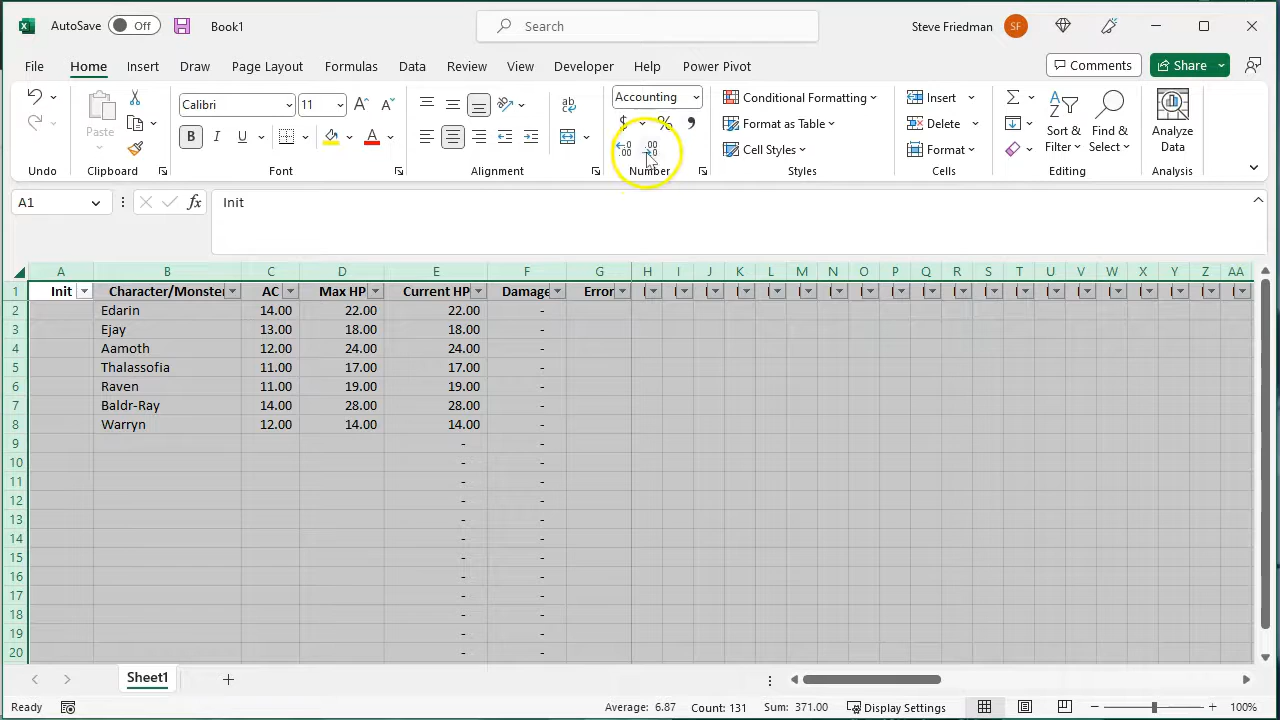 AutoSave Off Book1 Search Steve Friedman SF
File Home Insert Draw Page Layout Formulas Data Review View Developer Help Power Pivot Comments Share
Calibri 11 Accounting Conditional Formatting Insert
Paste B I U A ab $ % , Format as Table Delete Sort & Filter Find & Select Analyze Data
Cell Styles Format
Undo Clipboard Font Alignment Number Styles Cells Editing Analysis
A1 fx Init
A B C D E F G H I J K L M N O P Q R S T U V W X Y Z AA
1 Init Character/Monster AC Max HP Current HP Damage Error
2 Edarin 14.00 22.00 22.00 -
3 Ejay 13.00 18.00 18.00 -
4 Aamoth 12.00 24.00 24.00 -
5 Thalassofia 11.00 17.00 17.00 -
6 Raven 11.00 19.00 19.00 -
7 Baldr-Ray 14.00 28.00 28.00 -
8 Warryn 12.00 14.00 14.00 -
9 - -
10 - -
11 - -
12 - -
13 - -
14 - -
15 - -
16 - -
17 - -
18 - -
19 - -
20 - -
Sheet1
Ready Average: 6.87 Count: 131 Sum: 371.00 Display Settings 100%